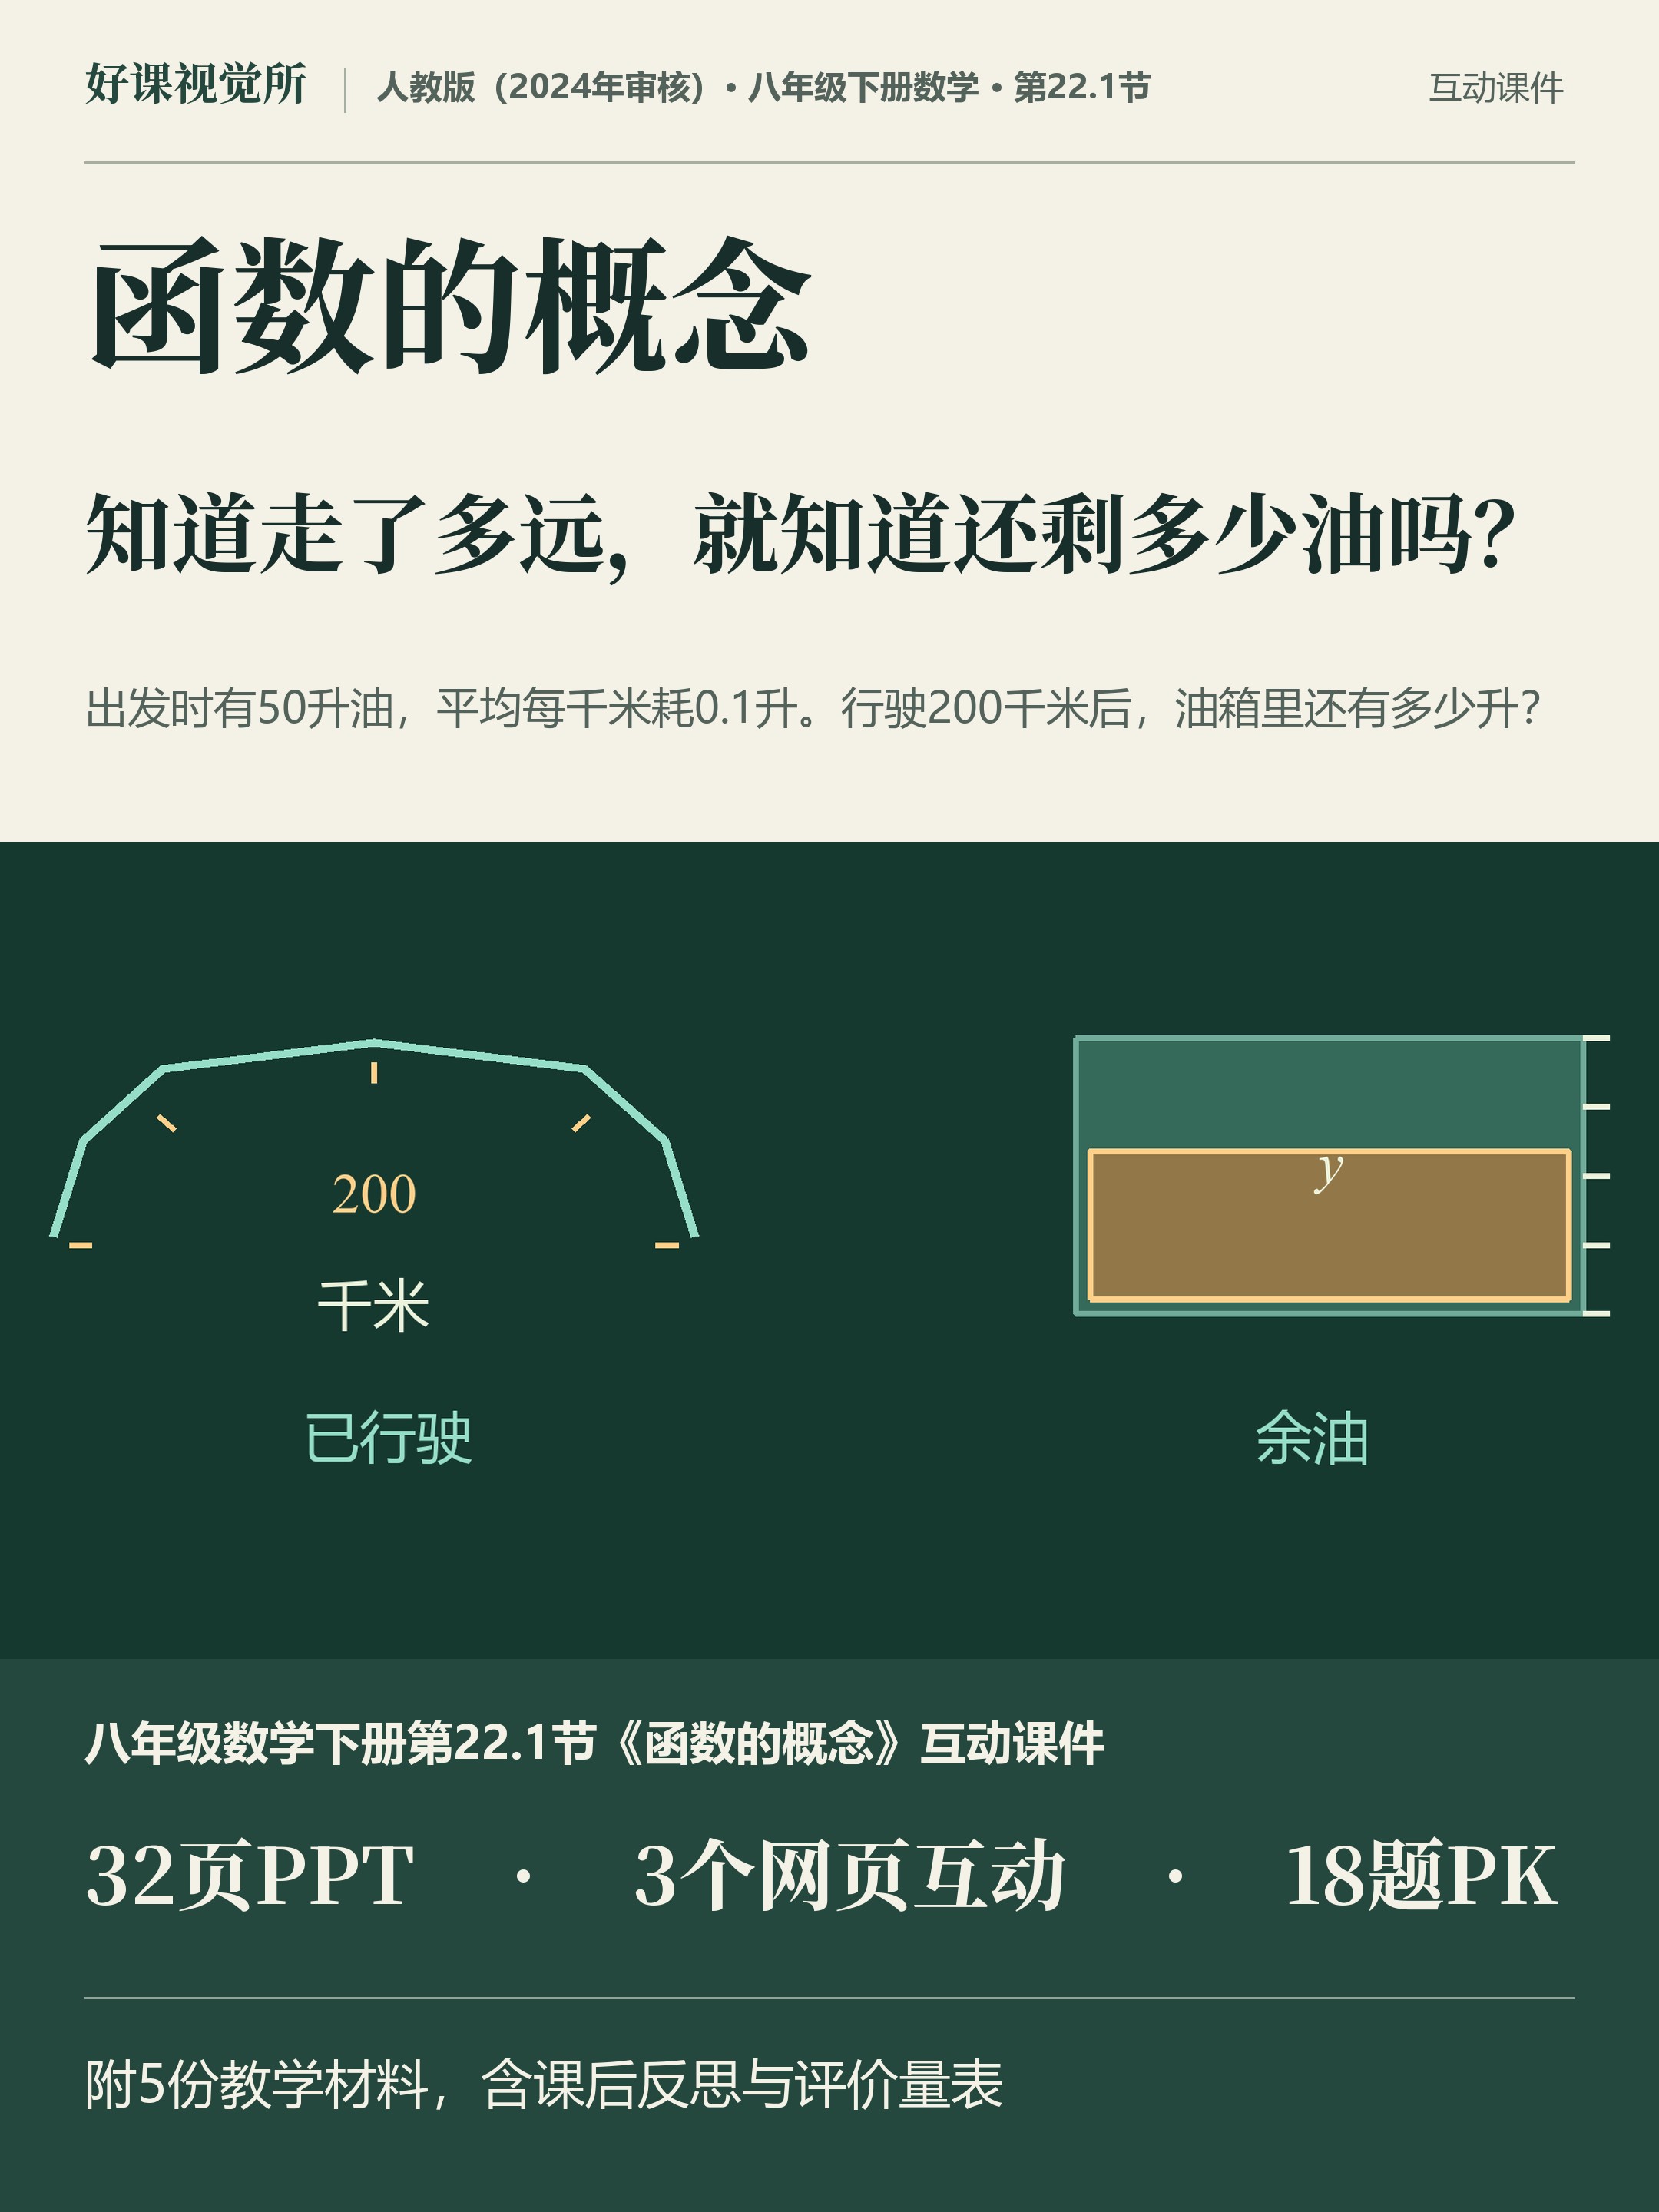 好课视觉所 人教版（2024年审核）·八年级下册数学·第22.1节 互动课件
函数的概念
知道走了多远，就知道还剩多少油吗？
出发时有50升油，平均每千米耗0.1升。行驶200千米后，油箱里还有多少升？
200
千米
已行驶
y
余油
八年级数学下册第22.1节《函数的概念》互动课件
32页PPT · 3个网页互动 · 18题PK
附5份教学材料，含课后反思与评价量表